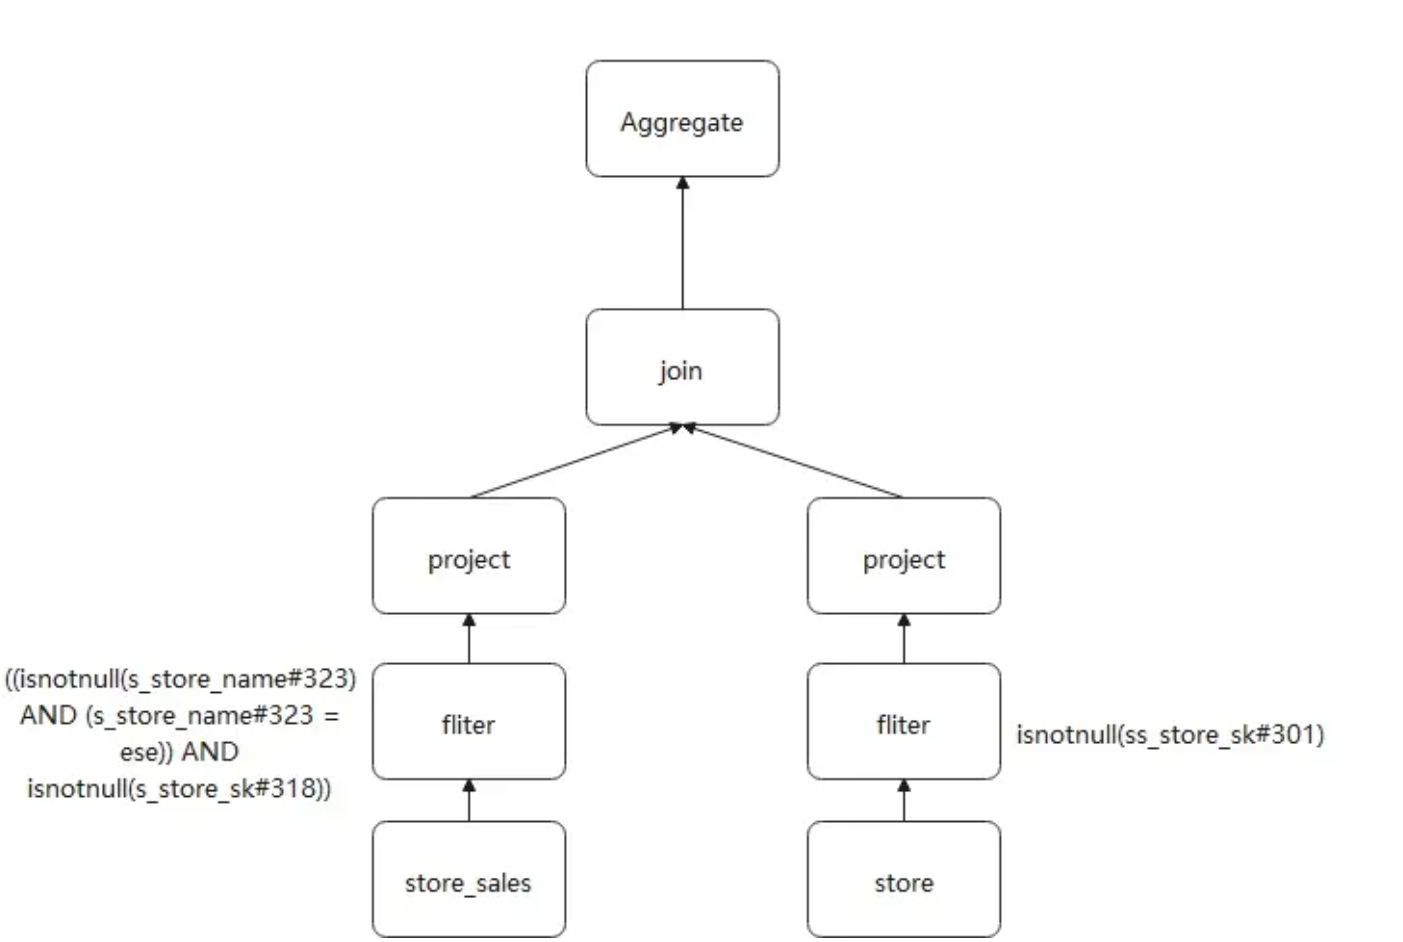 Aggregate
join
project
project
((isnotnull(s_store_name#323)
AND (s_store_name#323 =
ese)) AND
isnotnull(s_store_sk#318))
fliter
fliter
isnotnull(ss_store_sk#301)
store_sales
store